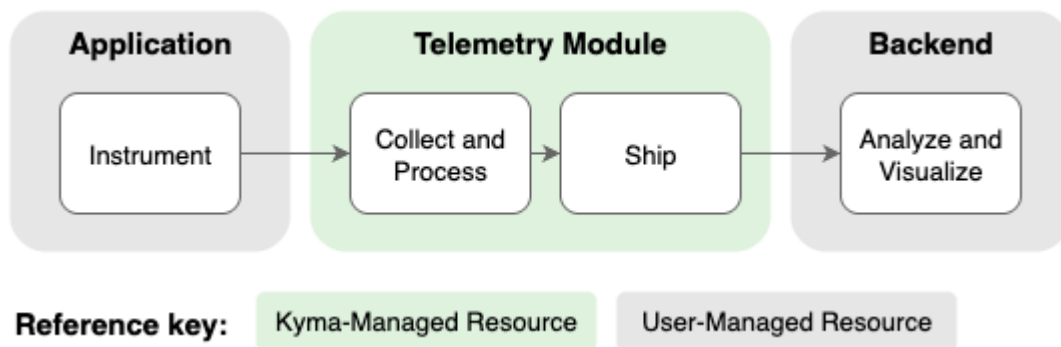 Application
Telemetry Module
Backend
Instrument
Collect and
Process
Ship
Analyze and
Visualize
Reference key:
Kyma-Managed Resource
User-Managed Resource